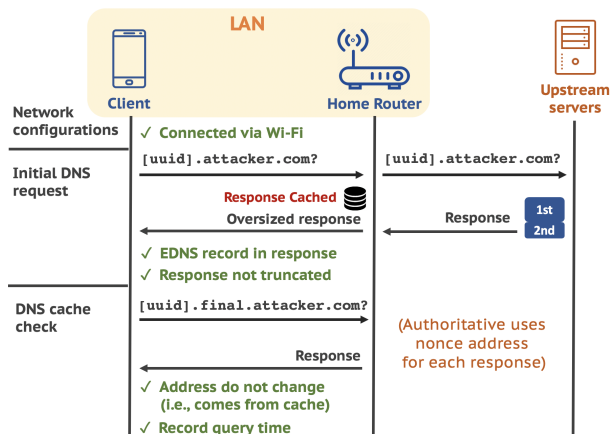 LAN
Client
Home Router
Upstream
servers
Network
configurations
✓ Connected via Wi-Fi
Initial DNS
request
[uuid].attacker.com?
[uuid].attacker.com?
Response Cached
Oversized response
Response
1st
2nd
✓ EDNS record in response
✓ Response not truncated
DNS cache
check
[uuid].final.attacker.com?
(Authoritative uses
nonce address
for each response)
Response
✓ Address do not change
(i.e., comes from cache)
✓ Record query time